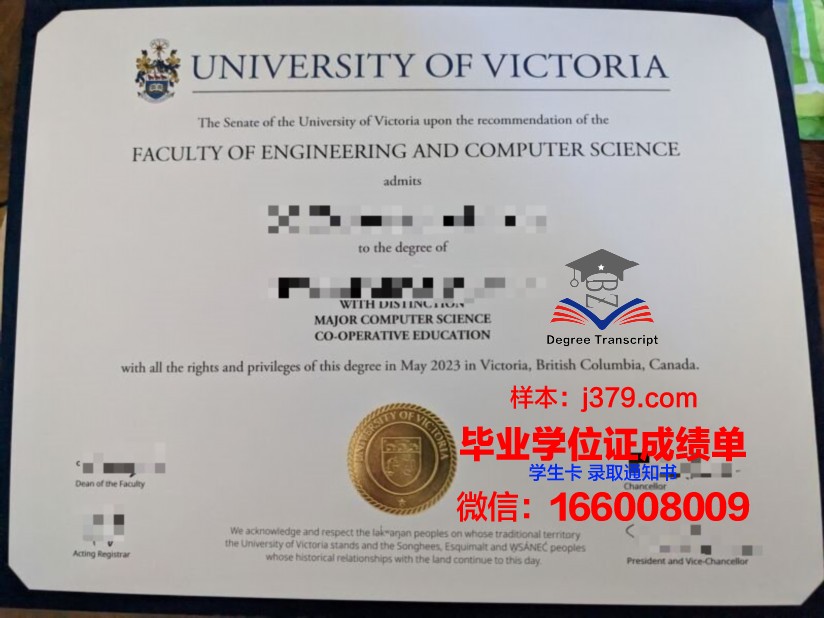 UNIVERSITY OF VICTORIA
The Senate of the University of Victoria upon the recommendation of the
FACULTY OF ENGINEERING AND COMPUTER SCIENCE
admits
to the degree of
WITH DISTINCTION
MAJOR COMPUTER SCIENCE
CO-OPERATIVE EDUCATION
Degree Transcript
with all the rights and privileges of this degree in May 2023 in Victoria, British Columbia, Canada.
样本：j379.com
毕业学位证成绩单
学生卡 录取通知书
微信：166008009
UNIVERSITY OF VICTORIA
Dean of the Faculty
Chancellor
Acting Registrar
We acknowledge and respect the lək̓ʷəŋən peoples on whose traditional territory
the University of Victoria stands and the Songhees, Esquimalt and W̱SÁNEĆ peoples
whose historical relationships with the land continue to this day.
President and Vice-Chancellor